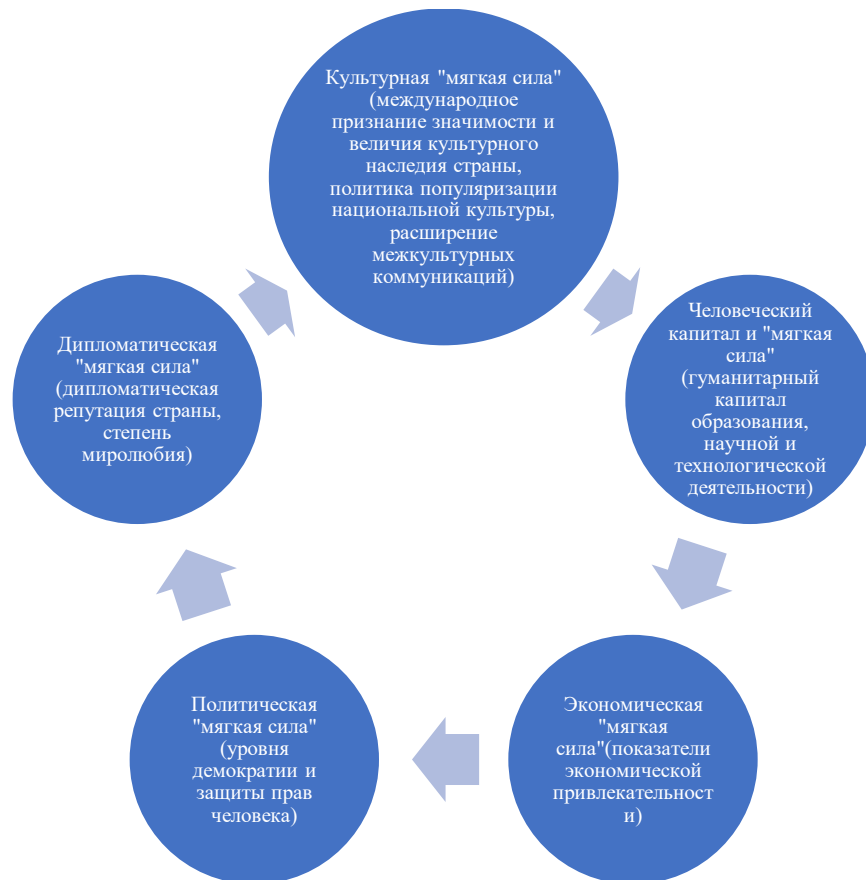 Культурная "мягкая сила"
(международное
признание значимости и
величия культурного
наследия страны,
политика популяризации
национальной культуры,
расширение
межкультурных
коммуникаций)
Человеческий
капитал и "мягкая
сила"
(гуманитарный
капитал
образования,
научной и
технологической
деятельности)
Экономическая
"мягкая
сила"(показатели
экономической
привлекательност
и)
Политическая
"мягкая сила"
(уровня
демократии и
защиты прав
человека)
Дипломатическая
"мягкая сила"
(дипломатическая
репутация страны,
степень
миролюбия)